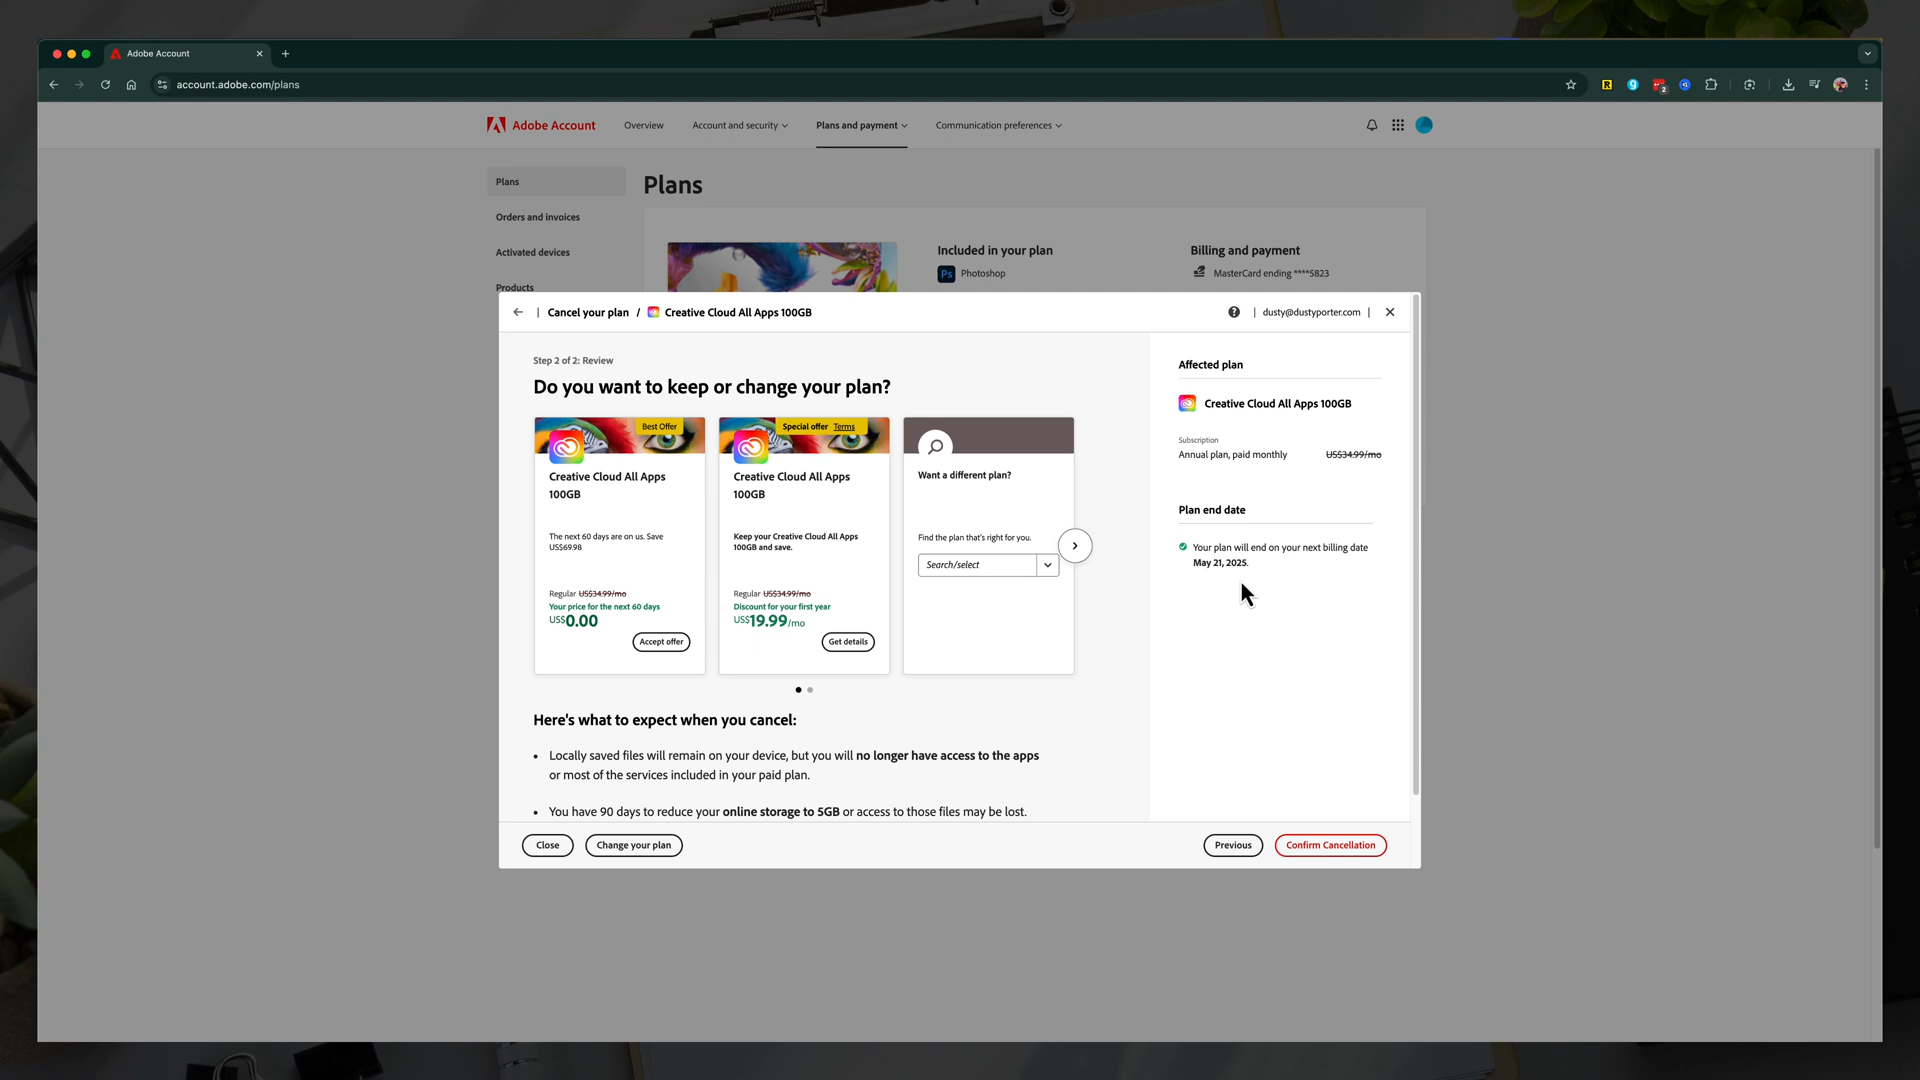 Adobe Account
account.adobe.com/plans
2
Adobe Account
Overview
Account and security
Plans and payment
Communication preferences
Plans
Orders and invoices
Activated devices
Products
Plans
Included in your plan
Ps Photoshop
Billing and payment
MasterCard ending ****5823
| Cancel your plan / Creative Cloud All Apps 100GB
? | dusty@dustyporter.com |
Step 2 of 2: Review
Do you want to keep or change your plan?
Best Offer
Creative Cloud All Apps
100GB
The next 60 days are on us. Save
US$69.98
Regular US$34.99/mo
Your price for the next 60 days
US$0.00
Accept offer
Special offer Terms
Creative Cloud All Apps
100GB
Keep your Creative Cloud All Apps
100GB and save.
Regular US$34.99/mo
Discount for your first year
US$19.99/mo
Get details
Want a different plan?
Find the plan that's right for you.
Search/select
Here's what to expect when you cancel:
• Locally saved files will remain on your device, but you will no longer have access to the apps
or most of the services included in your paid plan.
• You have 90 days to reduce your online storage to 5GB or access to those files may be lost.
Affected plan
Creative Cloud All Apps 100GB
Subscription
Annual plan, paid monthly US$34.99/mo
Plan end date
Your plan will end on your next billing date
May 21, 2025.
Close
Change your plan
Previous
Confirm Cancellation